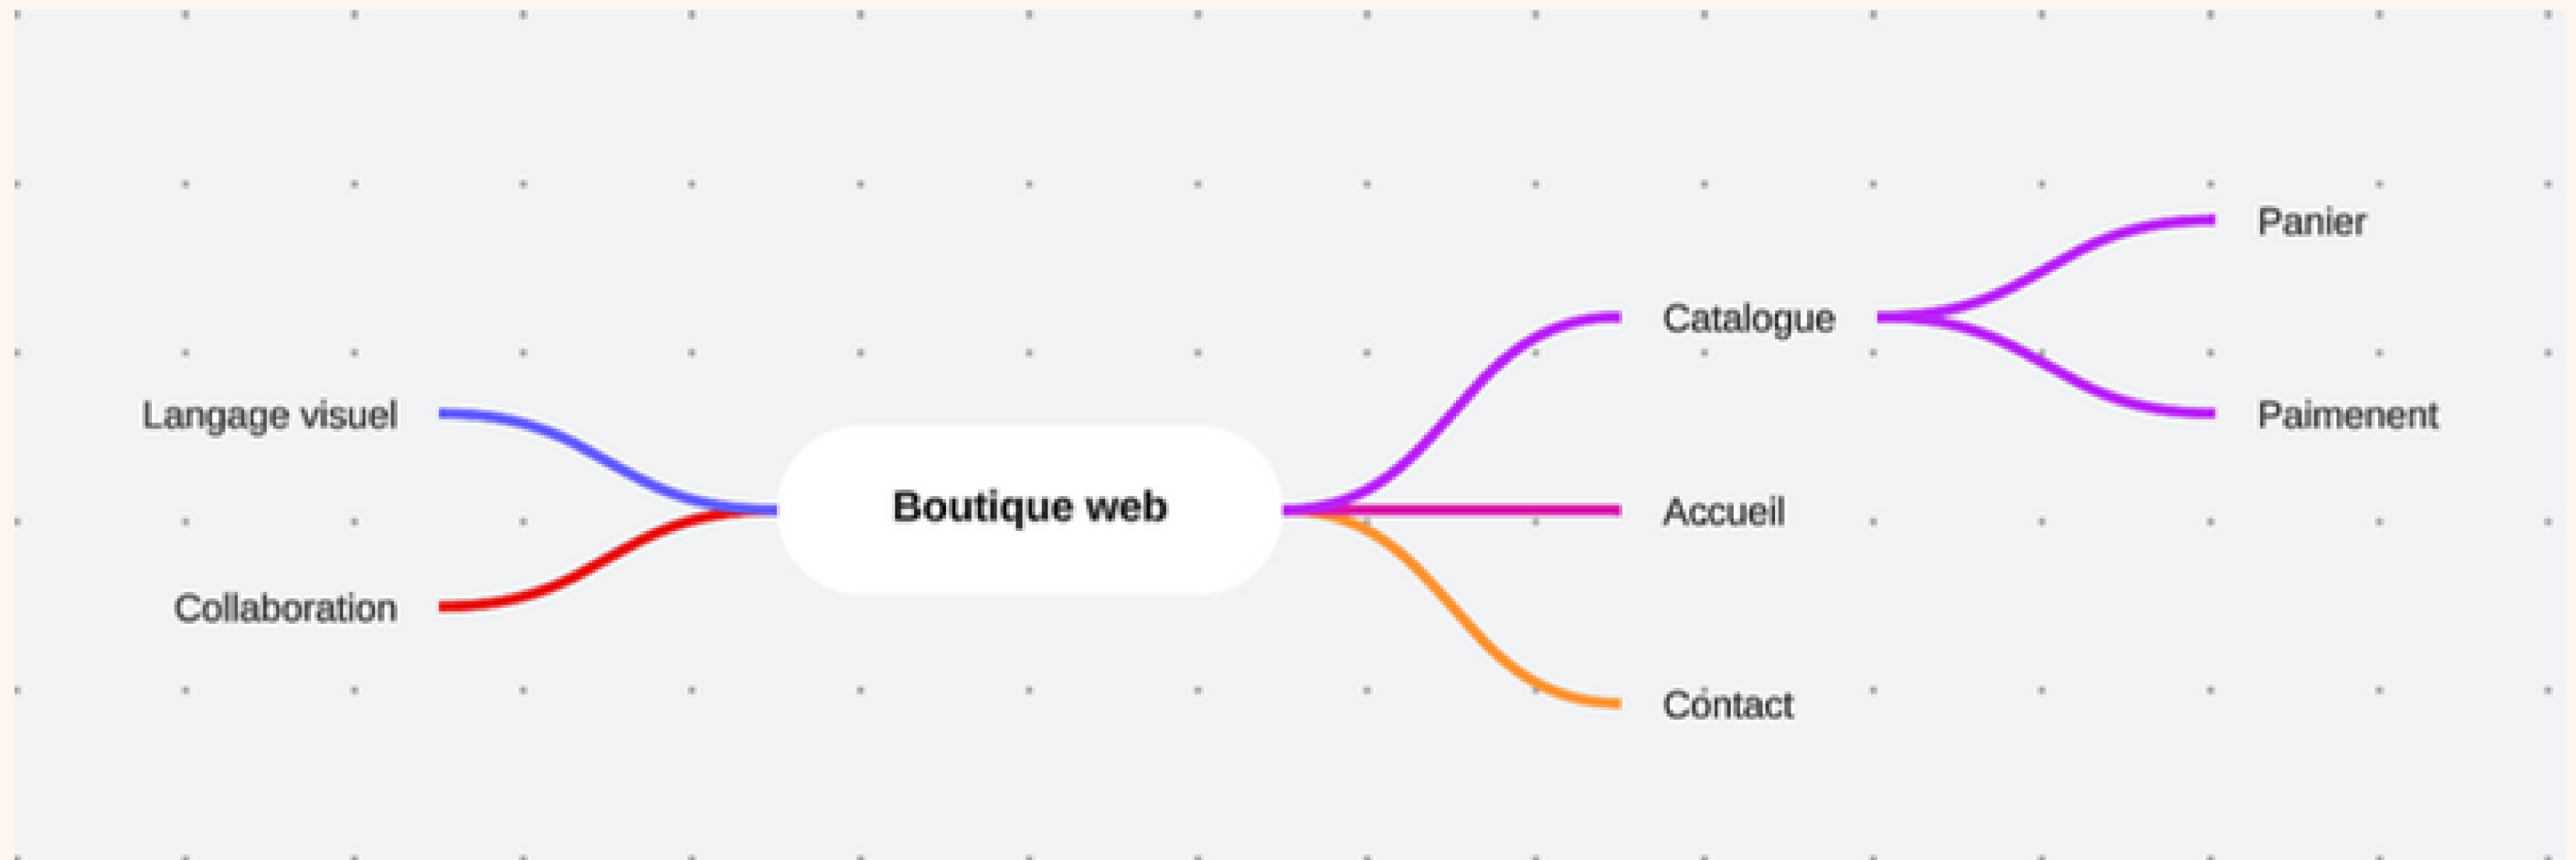 Panier
Catalogue
Langage visuel
Paimenent
Boutique web
Accueil
Collaboration
Contact